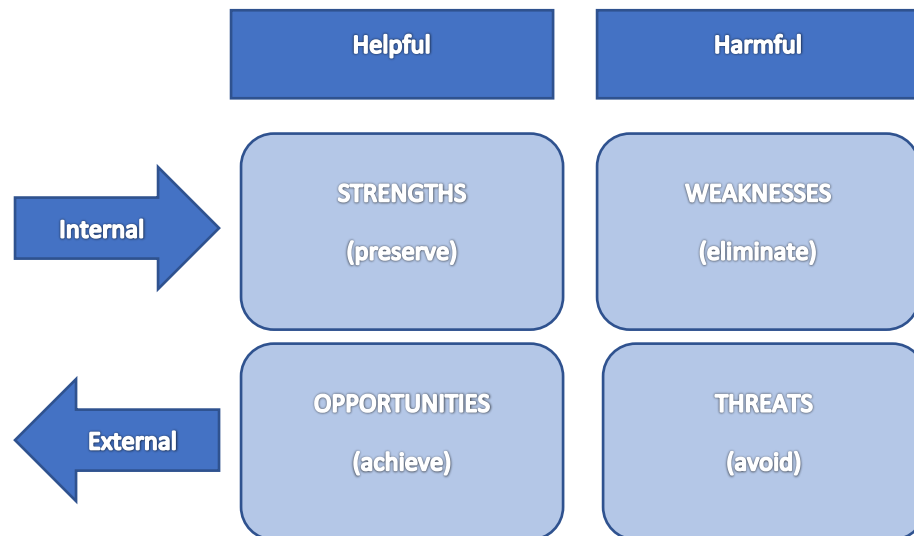 Helpful
Harmful
Internal
STRENGTHS
(preserve)
WEAKNESSES
(eliminate)
External
OPPORTUNITIES
(achieve)
THREATS
(avoid)